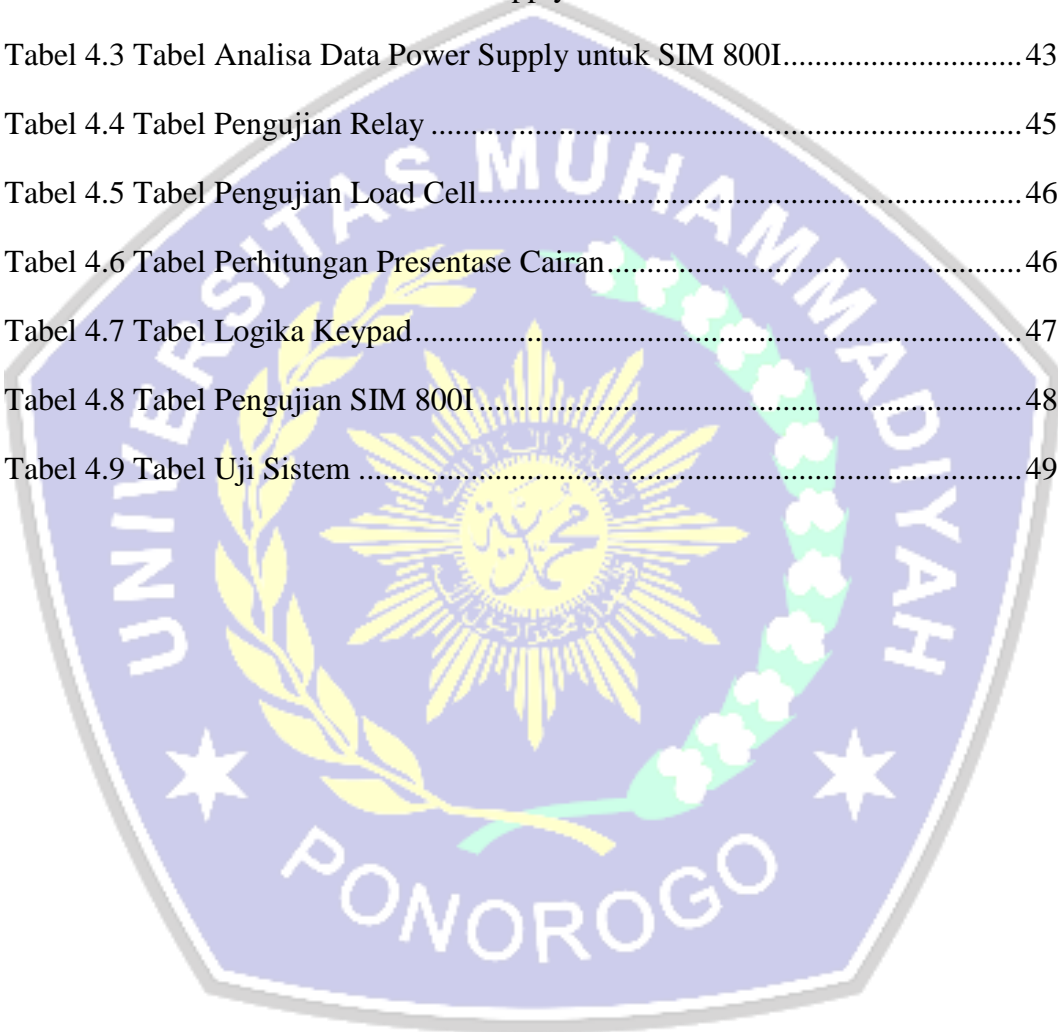 Tabel 4.3 Tabel Analisa Data Power Supply untuk SIM 800I............................ 43
Tabel 4.4 Tabel Pengujian Relay ...................................................................... 45
Tabel 4.5 Tabel Pengujian Load Cell................................................................ 46
Tabel 4.6 Tabel Perhitungan Presentase Cairan................................................. 46
Tabel 4.7 Tabel Logika Keypad........................................................................ 47
Tabel 4.8 Tabel Pengujian SIM 800I ................................................................ 48
Tabel 4.9 Tabel Uji Sistem ............................................................................... 49
UNIVERSITAS MUHAMMADIYAH
PONOROGO